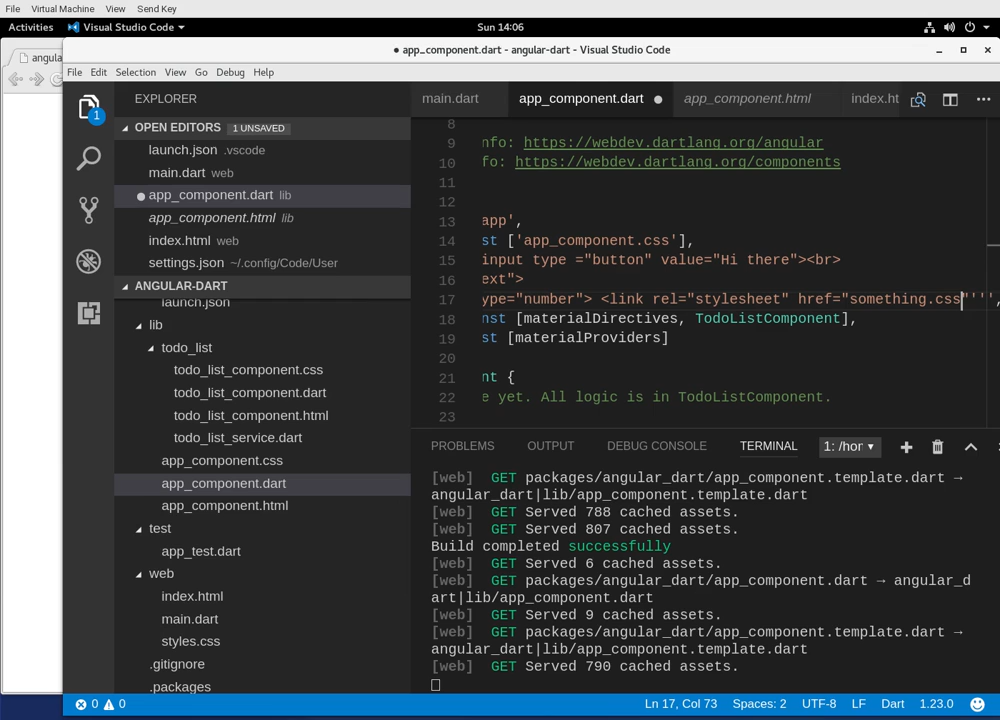 File Virtual Machine View Send Key
Activities Visual Studio Code Sun 14:06
angula
● app_component.dart - angular-dart - Visual Studio Code
File Edit Selection View Go Debug Help
EXPLORER
OPEN EDITORS 1 UNSAVED
launch.json .vscode
main.dart web
app_component.dart lib
app_component.html lib
index.html web
settings.json ~/.config/Code/User
ANGULAR-DART
launch.json
lib
todo_list
todo_list_component.css
todo_list_component.dart
todo_list_component.html
todo_list_service.dart
app_component.css
app_component.dart
app_component.html
test
app_test.dart
web
index.html
main.dart
styles.css
.gitignore
.packages
1
main.dart app_component.dart ● app_component.html index.ht
8
9 nfo: https://webdev.dartlang.org/angular
10 fo: https://webdev.dartlang.org/components
11
12
13 app',
14 st ['app_component.css'],
15 input type ="button" value="Hi there"><br>
16 ext">
17 ype="number"> <link rel="stylesheet" href="something.css"''',
18 nst [materialDirectives, TodoListComponent],
19 st [materialProviders]
20
21 nt {
22 e yet. All logic is in TodoListComponent.
23
PROBLEMS OUTPUT DEBUG CONSOLE TERMINAL 1: /hor
[web] GET packages/angular_dart/app_component.template.dart →
angular_dart|lib/app_component.template.dart
[web] GET Served 788 cached assets.
[web] GET Served 807 cached assets.
Build completed successfully
[web] GET Served 6 cached assets.
[web] GET packages/angular_dart/app_component.dart → angular_d
art|lib/app_component.dart
[web] GET Served 9 cached assets.
[web] GET packages/angular_dart/app_component.template.dart →
angular_dart|lib/app_component.template.dart
[web] GET Served 790 cached assets.
0 0 Ln 17, Col 73 Spaces: 2 UTF-8 LF Dart 1.23.0